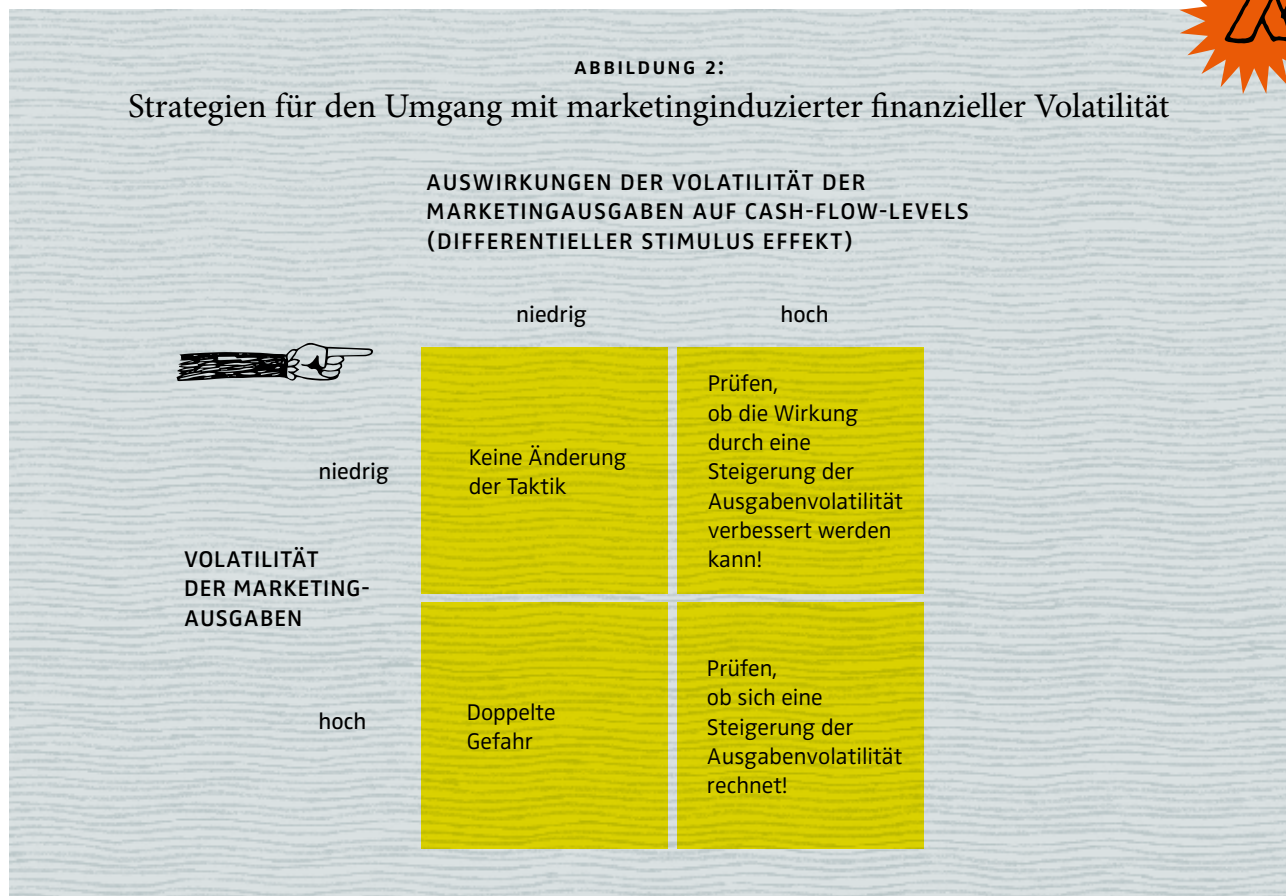 ABBILDUNG 2:
Strategien für den Umgang mit marketinginduzierter finanzieller Volatilität
AUSWIRKUNGEN DER VOLATILITÄT DER
MARKETINGAUSGABEN AUF CASH-FLOW-LEVELS
(DIFFERENTIELLER STIMULUS EFFEKT)
niedrig
hoch
niedrig
Keine Änderung
der Taktik
Prüfen,
ob die Wirkung
durch eine
Steigerung der
Ausgabenvolatilität
verbessert werden
kann!
VOLATILITÄT
DER MARKETING-
AUSGABEN
hoch
Doppelte
Gefahr
Prüfen,
ob sich eine
Steigerung der
Ausgabenvolatilität
rechnet!